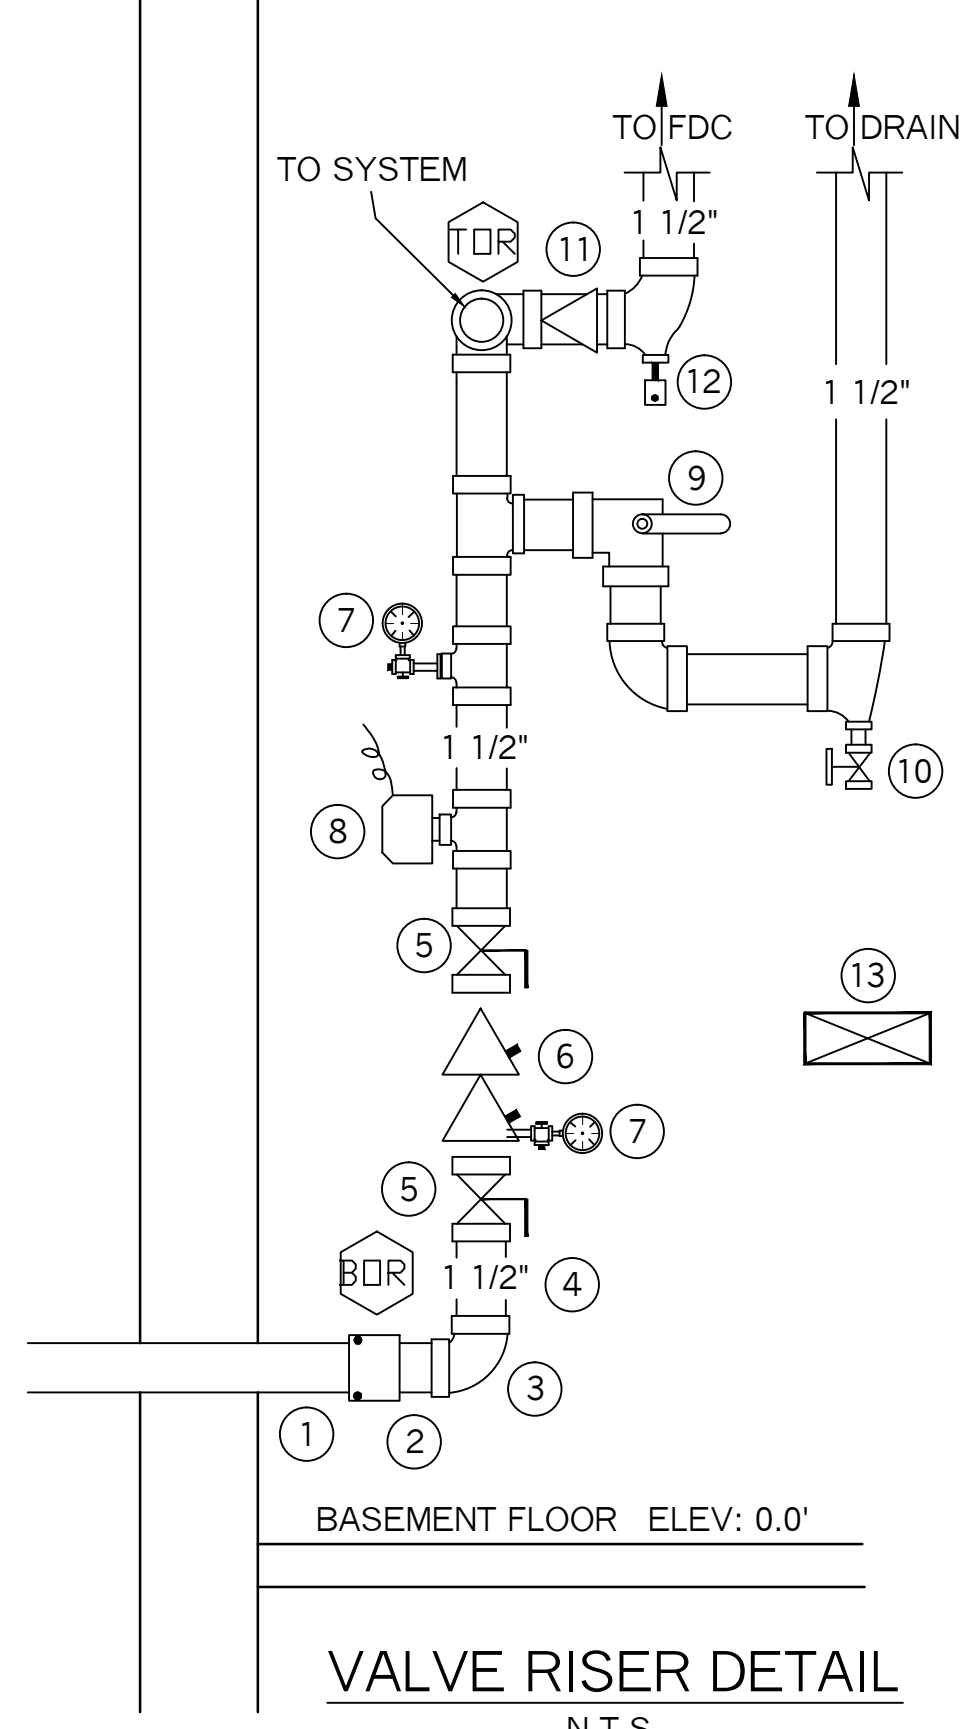 TO FDC
TO DRAIN
TO SYSTEM
1 1/2"
TOR
11
12
1 1/2"
9
7
1 1/2"
10
8
5
13
6
7
5
BOR
1 1/2"
4
3
1
2
BASEMENT FLOOR ELEV: 0.0'
VALVE RISER DETAIL
N.T.S.